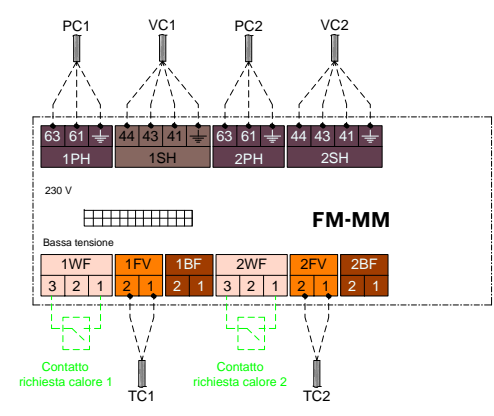 PC1 VC1 PC2 VC2
63 61 44 43 41 63 61 44 43 41
1PH 1SH 2PH 2SH
230 V
FM-MM
Bassa tensione
1WF 1FV 1BF 2WF 2FV 2BF
3 2 1 2 1 2 1 3 2 1 2 1 2 1
Contatto
richiesta calore 1
Contatto
richiesta calore 2
TC1 TC2